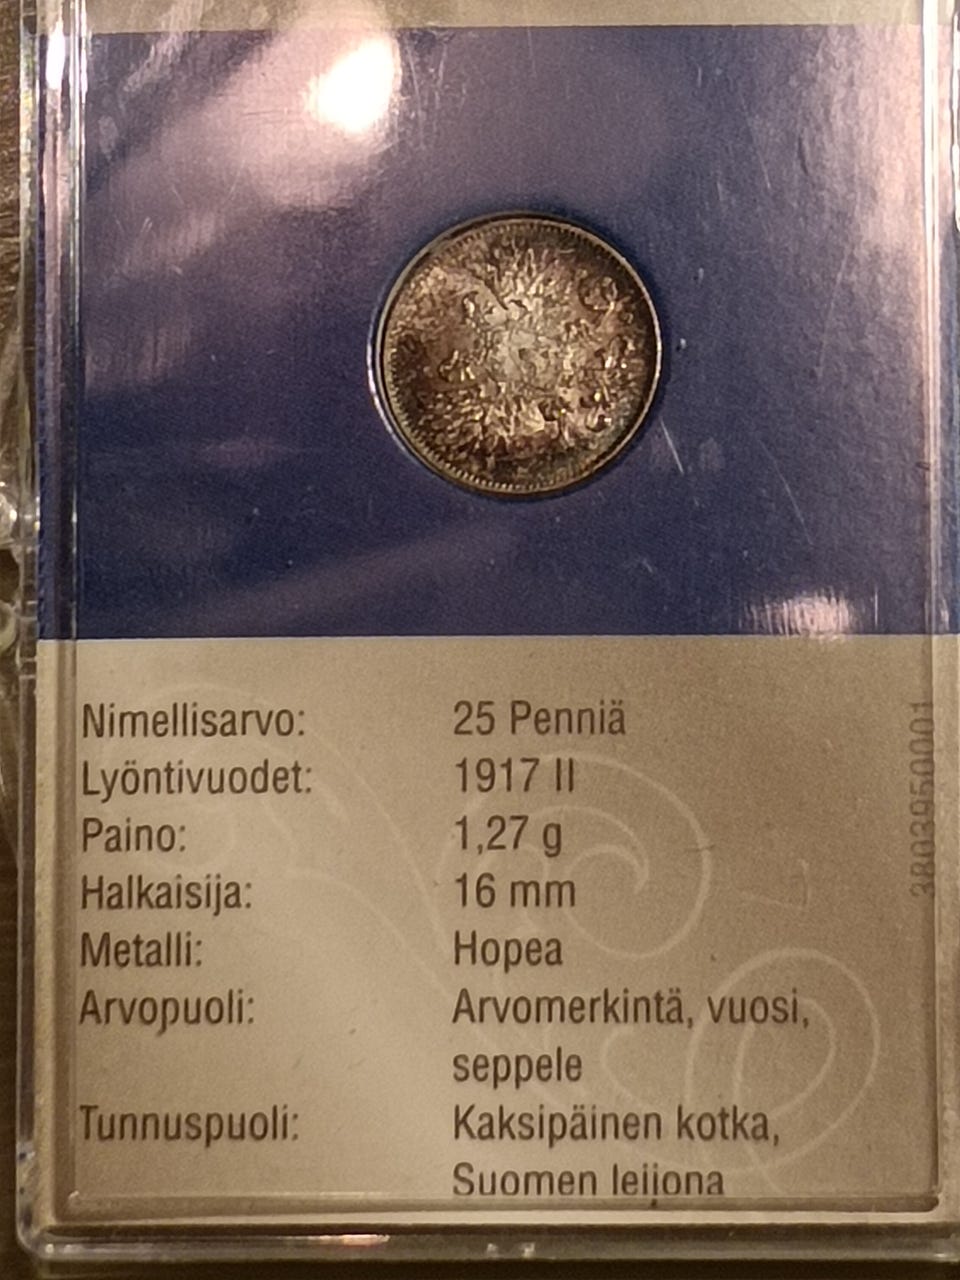 Nimellisarvo: 25 Penniä
Lyöntivuodet: 1917 II
Paino: 1,27 g
Halkaisija: 16 mm
Metalli: Hopea
Arvopuoli: Arvomerkintä, vuosi,
seppele
Tunnuspuoli: Kaksipäinen kotka,
Suomen leijona
3803950001